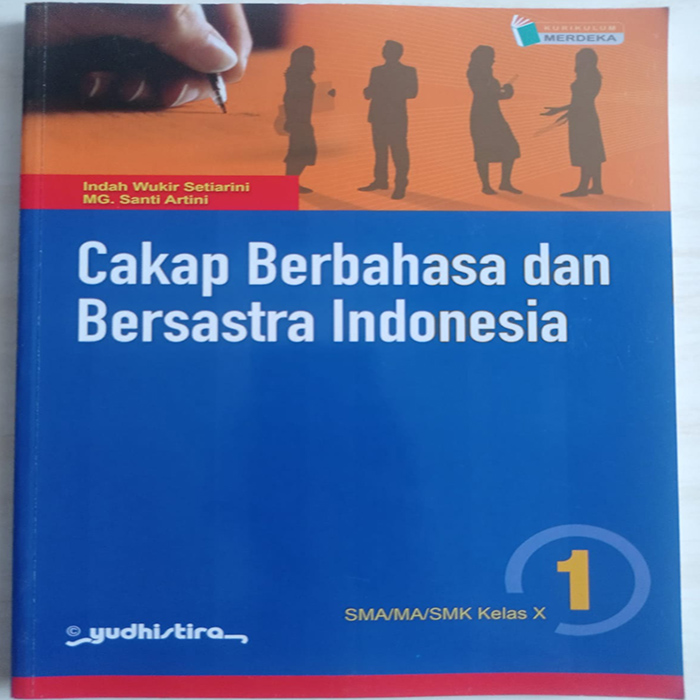 KURIKULUM
MERDEKA
Indah Wukir Setiarini
MG. Santi Artini
Cakap Berbahasa dan
Bersastra Indonesia
1
SMA/MA/SMK Kelas X
© yudhistira